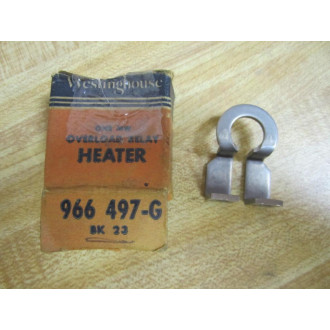 Westinghouse
OVERLOAD RELAY
HEATER
966 497-G
BK 23